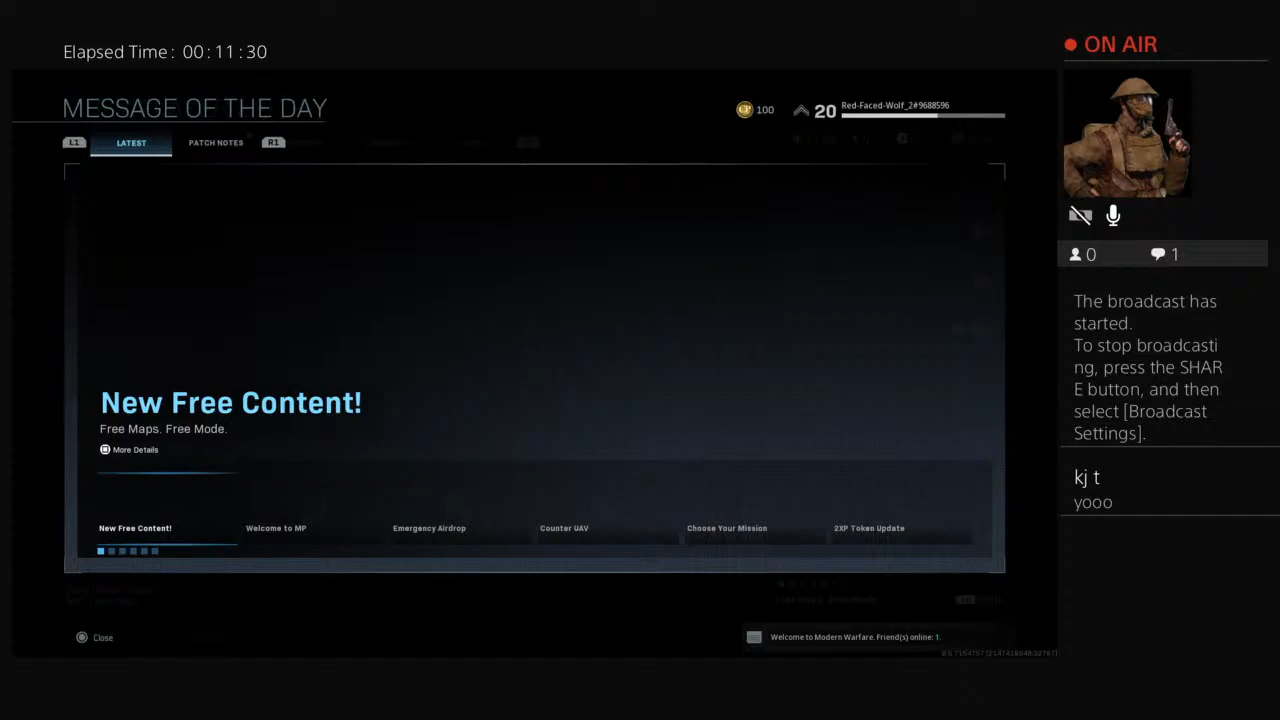 Elapsed Time: 00:11:30
ON AIR
MESSAGE OF THE DAY
CP 100
20
Red-Faced-Wolf_2#9688596
L1
LATEST
PATCH NOTES
R1
0
1
The broadcast has
started.
To stop broadcasti
ng, press the SHAR
E button, and then
select [Broadcast
Settings].
kj t
yooo
New Free Content!
Free Maps. Free Mode.
More Details
New Free Content!
Welcome to MP
Emergency Airdrop
Counter UAV
Choose Your Mission
2XP Token Update
Close
Welcome to Modern Warfare. Friend(s) online: 1.